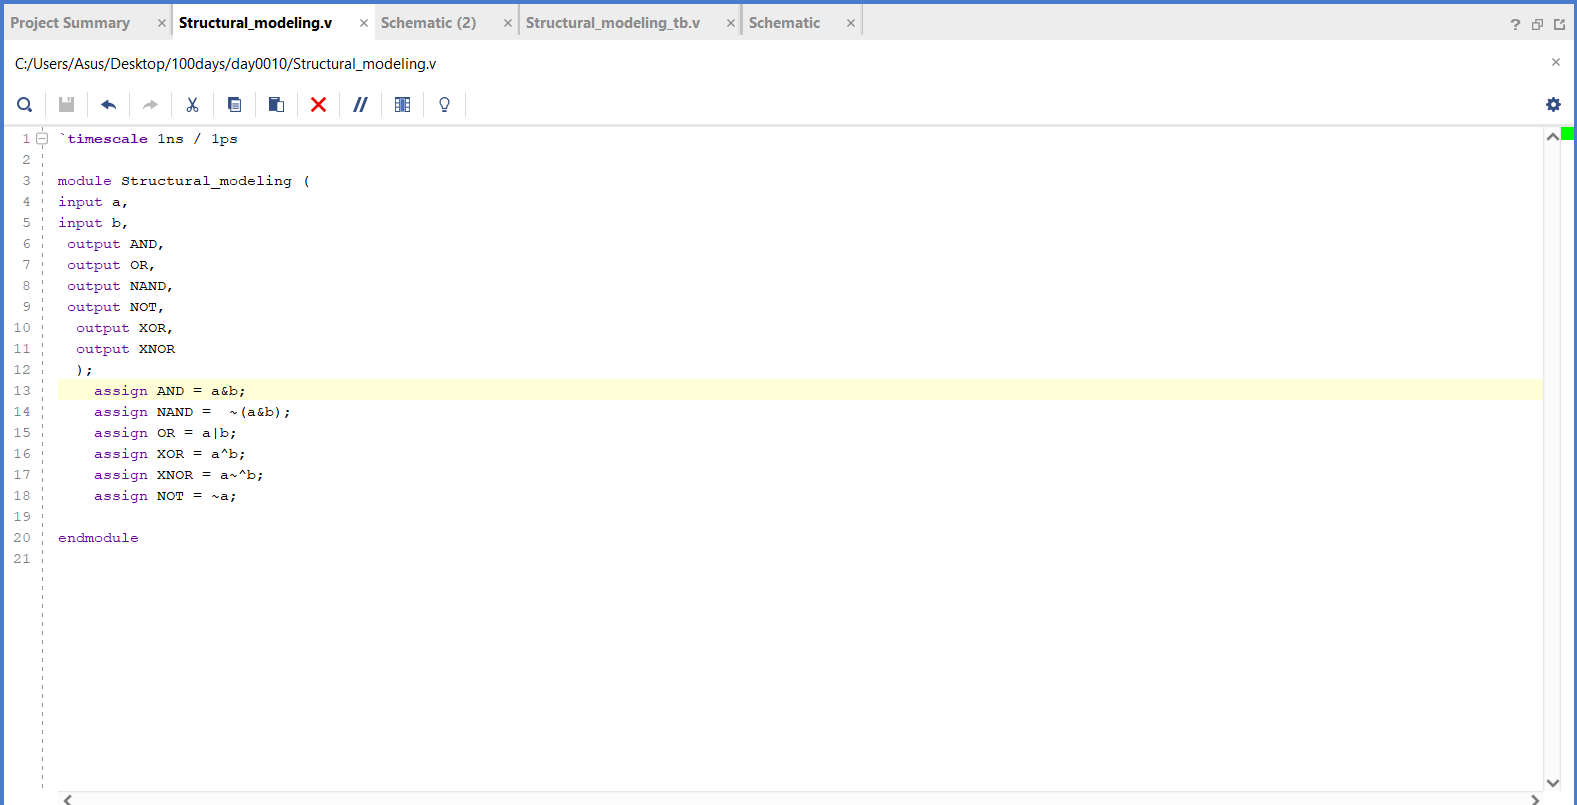 Project Summary × Structural_modeling.v × Schematic (2) × Structural_modeling_tb.v × Schematic × ?
C:/Users/Asus/Desktop/100days/day0010/Structural_modeling.v ×
1 `timescale 1ns / 1ps
2
3 module Structural_modeling (
4 input a,
5 input b,
6 output AND,
7 output OR,
8 output NAND,
9 output NOT,
10 output XOR,
11 output XNOR
12 );
13 assign AND = a&b;
14 assign NAND =  ~(a&b);
15 assign OR = a|b;
16 assign XOR = a^b;
17 assign XNOR = a~^b;
18 assign NOT = ~a;
19
20 endmodule
21